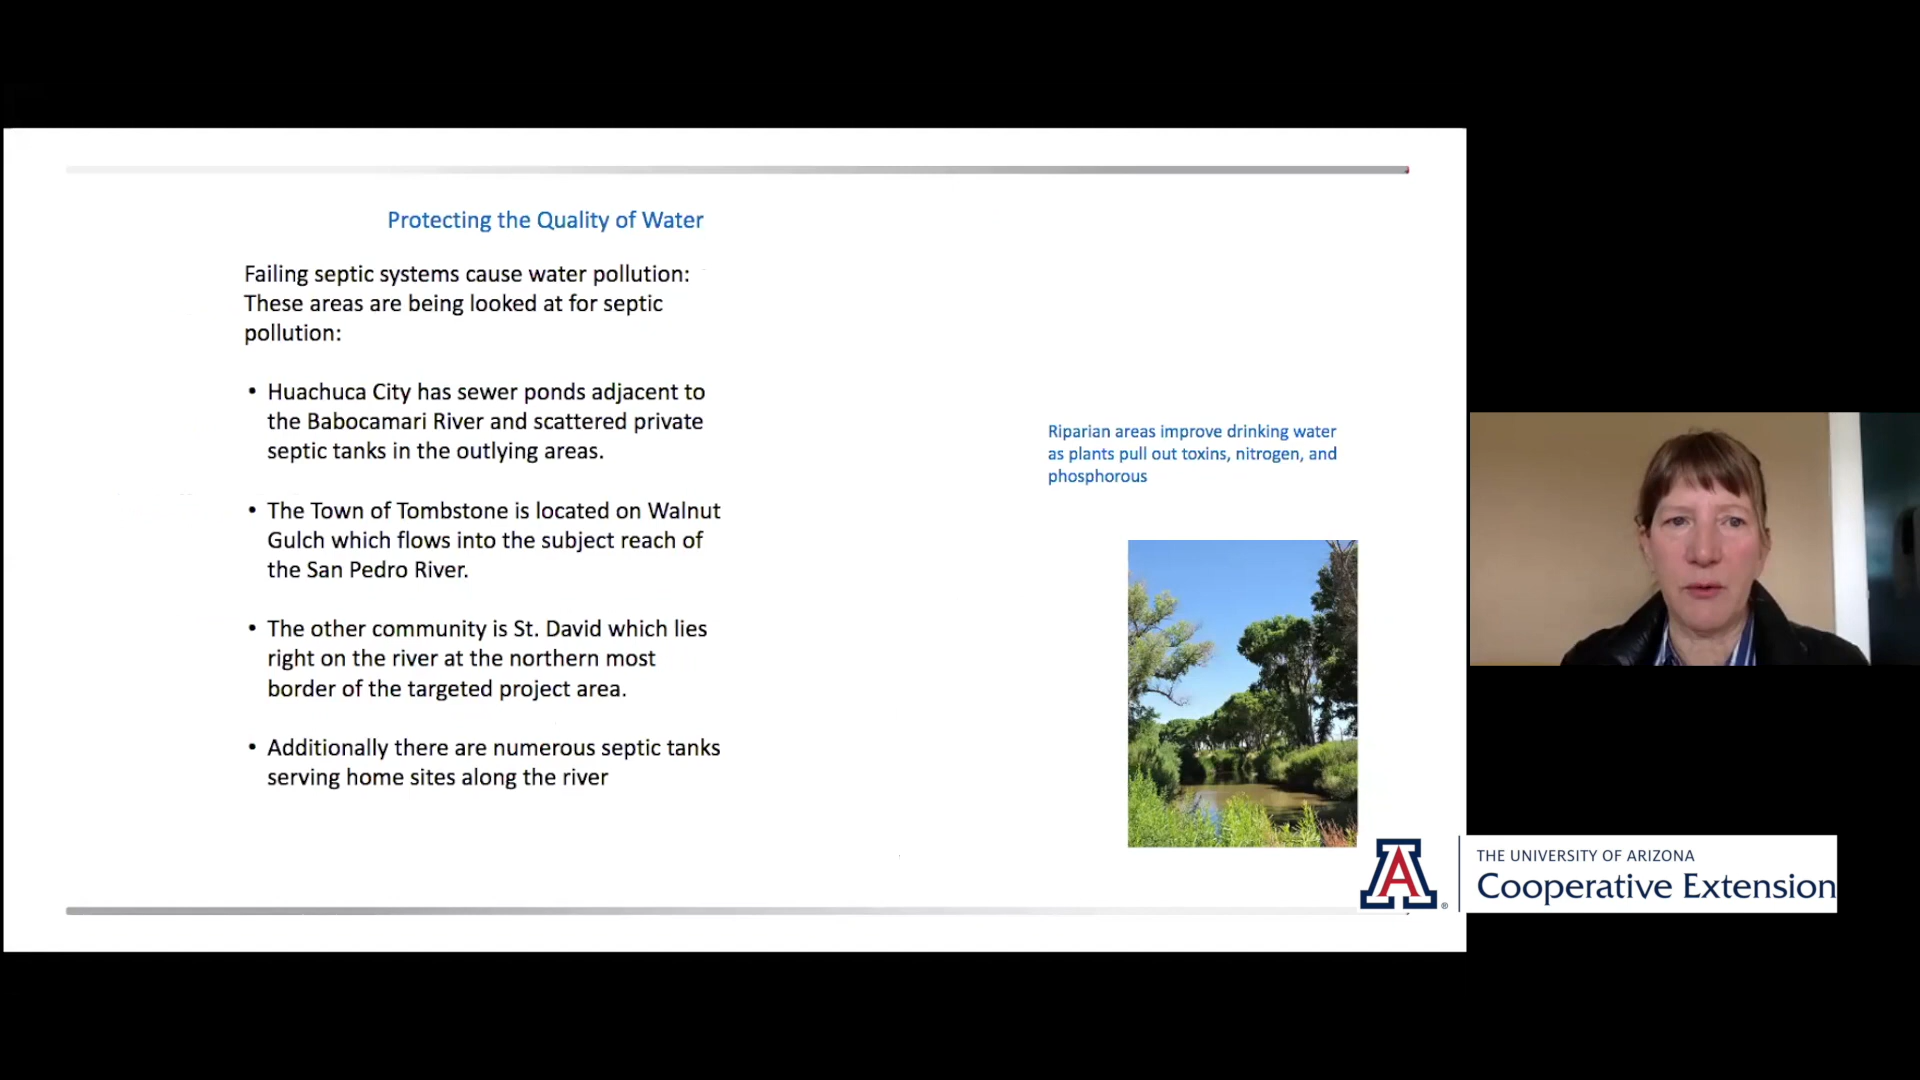 Protecting the Quality of Water
Failing septic systems cause water pollution:
These areas are being looked at for septic
pollution:
• Huachuca City has sewer ponds adjacent to
the Babocamari River and scattered private
septic tanks in the outlying areas.
• The Town of Tombstone is located on Walnut
Gulch which flows into the subject reach of
the San Pedro River.
• The other community is St. David which lies
right on the river at the northern most
border of the targeted project area.
• Additionally there are numerous septic tanks
serving home sites along the river
Riparian areas improve drinking water
as plants pull out toxins, nitrogen, and
phosphorous
A ®
THE UNIVERSITY OF ARIZONA
Cooperative Extension